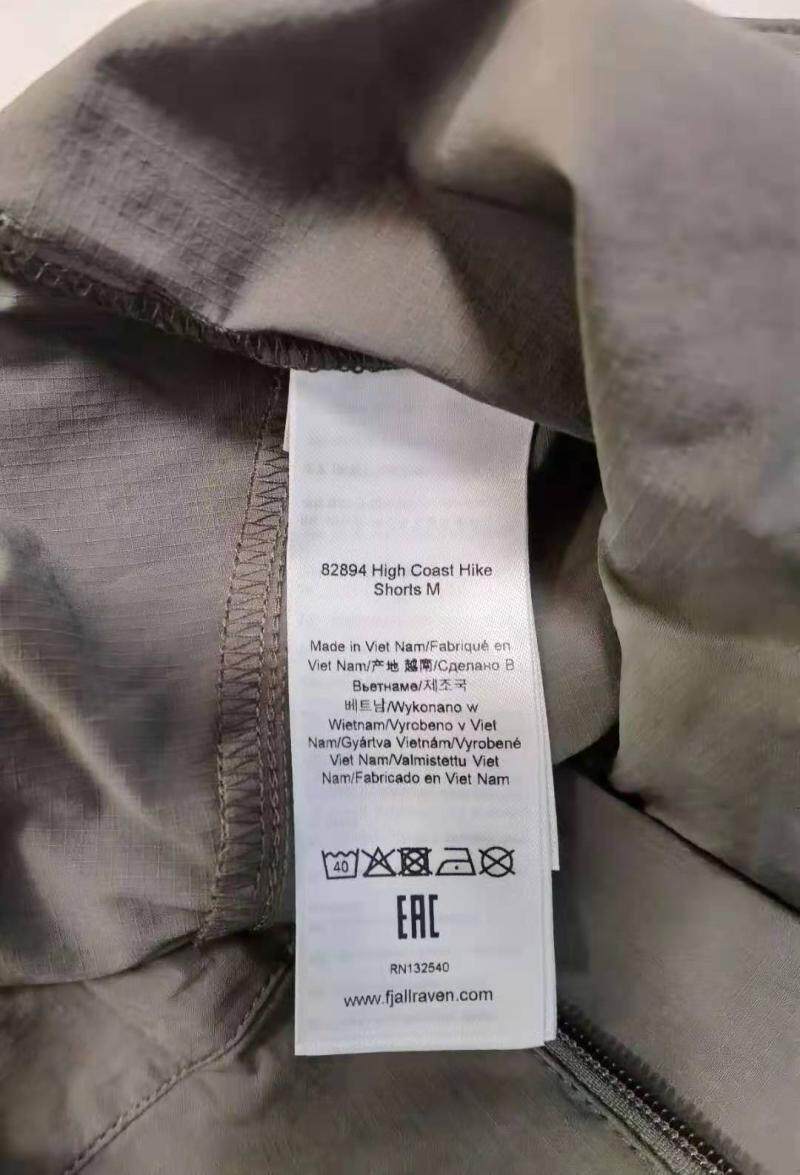 82894 High Coast Hike
Shorts M
Made in Viet Nam/Fabriqué en
Viet Nam/产地 越南/Сделано В
Вьетнаме/제조국
베트남/Wykonano w
Wietnam/Vyrobeno v Viet
Nam/Gyártva Vietnám/Vyrobené
Viet Nam/Valmistettu Viet
Nam/Fabricado en Viet Nam
40
EAC
RN132540
www.fjallraven.com